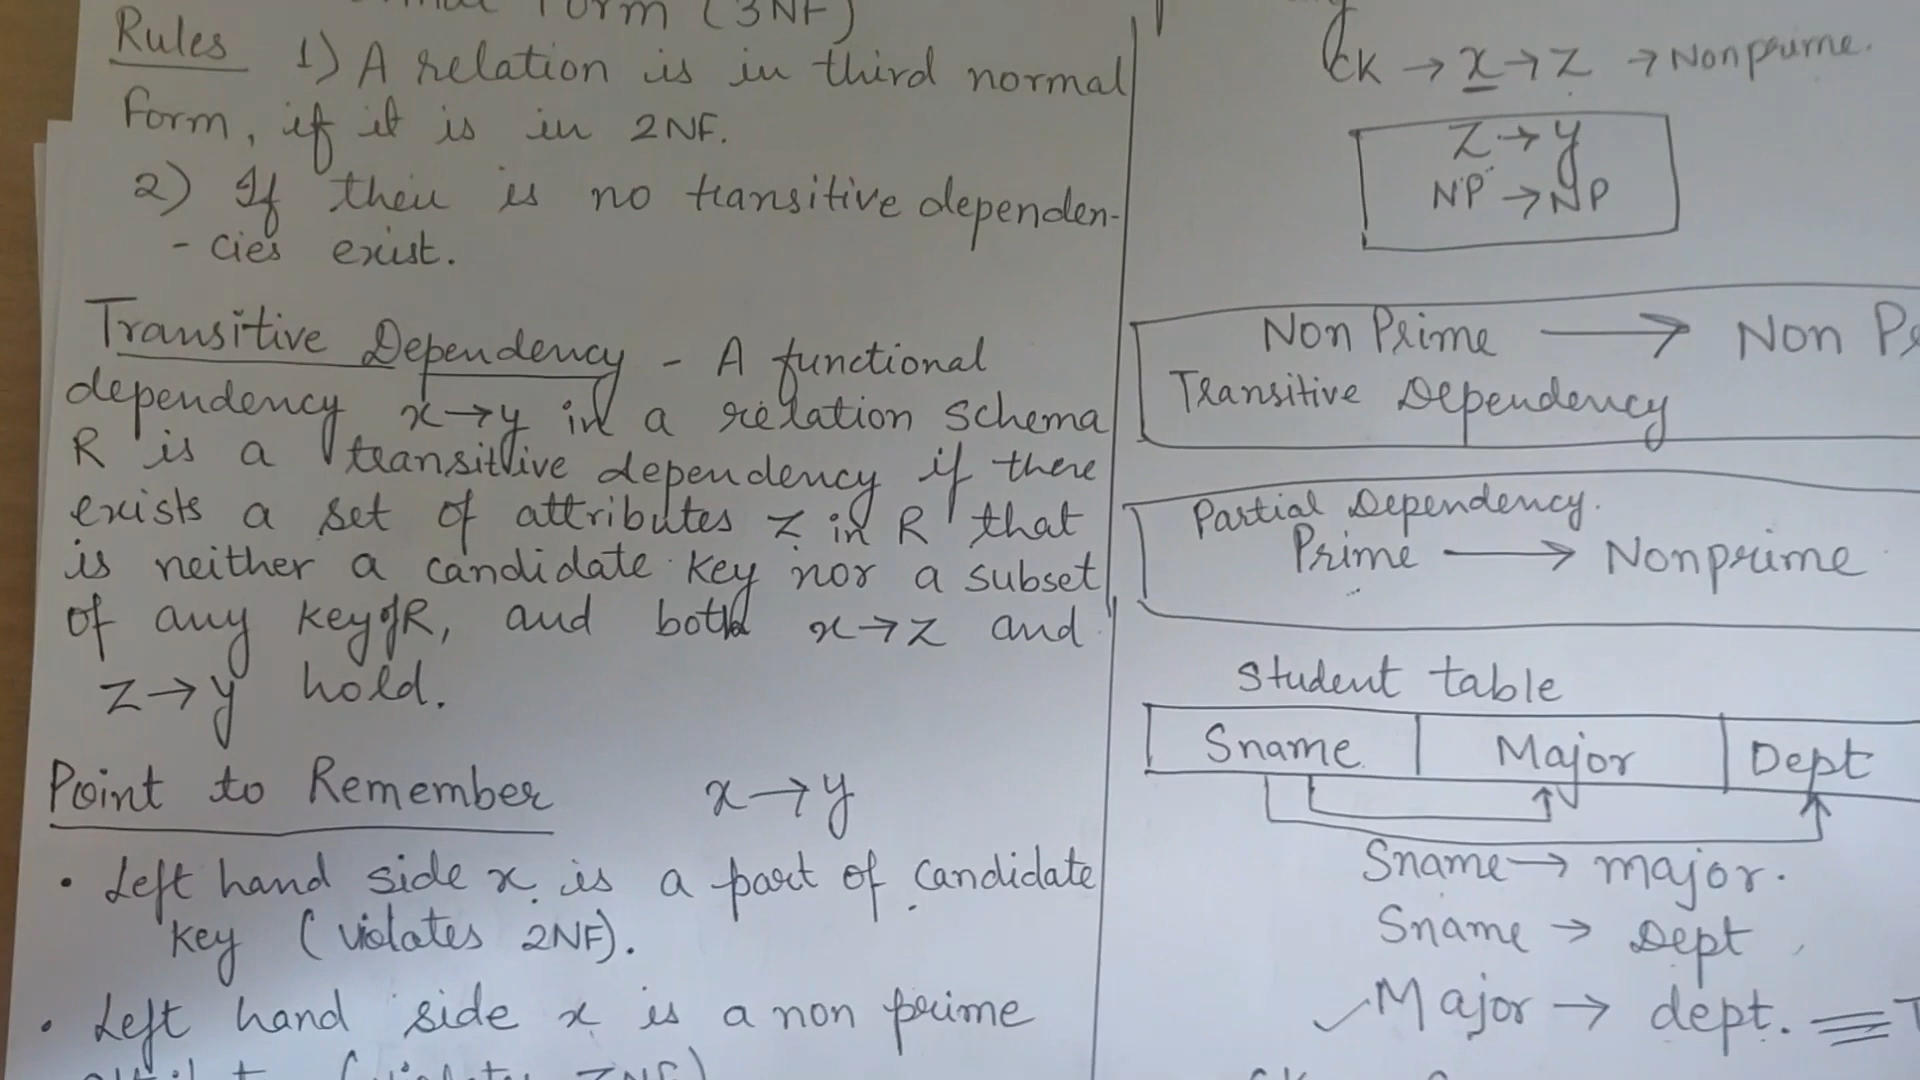 Form (3NF)
Rules 1) A relation is in third normal
form, if it is in 2NF.
2) If their is no transitive dependen-
- cies exist.
Transitive Dependency - A functional
dependency x→y in a relation schema
R is a transitive dependency if there
exists a set of attributes z in R that
is neither a candidate key nor a subset
of any key of R, and both x→z and
z→y hold.
Point to Remember x→y
• Left hand side x is a part of candidate
key (violates 2NF).
• Left hand side x is a non prime
CK → x → z → Nonprime.
Z → y
NP → NP
Non Prime → Non
Transitive Dependency
Partial Dependency.
Prime → Nonprime
Student table
Sname Major Dept
Sname → major.
Sname → Dept
✓Major → dept.